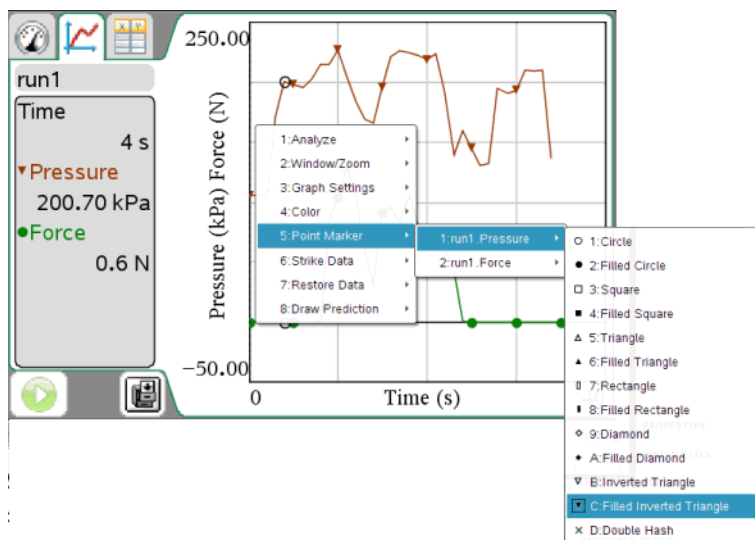 X Y
run1
Time
4 s
Pressure
200.70 kPa
Force
0.6 N
250.00
Pressure (kPa) Force (N)
-50.00
0
Time (s)
1:Analyze
2:Window/Zoom
3:Graph Settings
4:Color
5:Point Marker
6:Strike Data
7:Restore Data
8:Draw Prediction
1:run1.Pressure
2:run1.Force
1:Circle
2:Filled Circle
3:Square
4:Filled Square
5:Triangle
6:Filled Triangle
7:Rectangle
8:Filled Rectangle
9:Diamond
A:Filled Diamond
B:Inverted Triangle
C:Filled Inverted Triangle
D:Double Hash